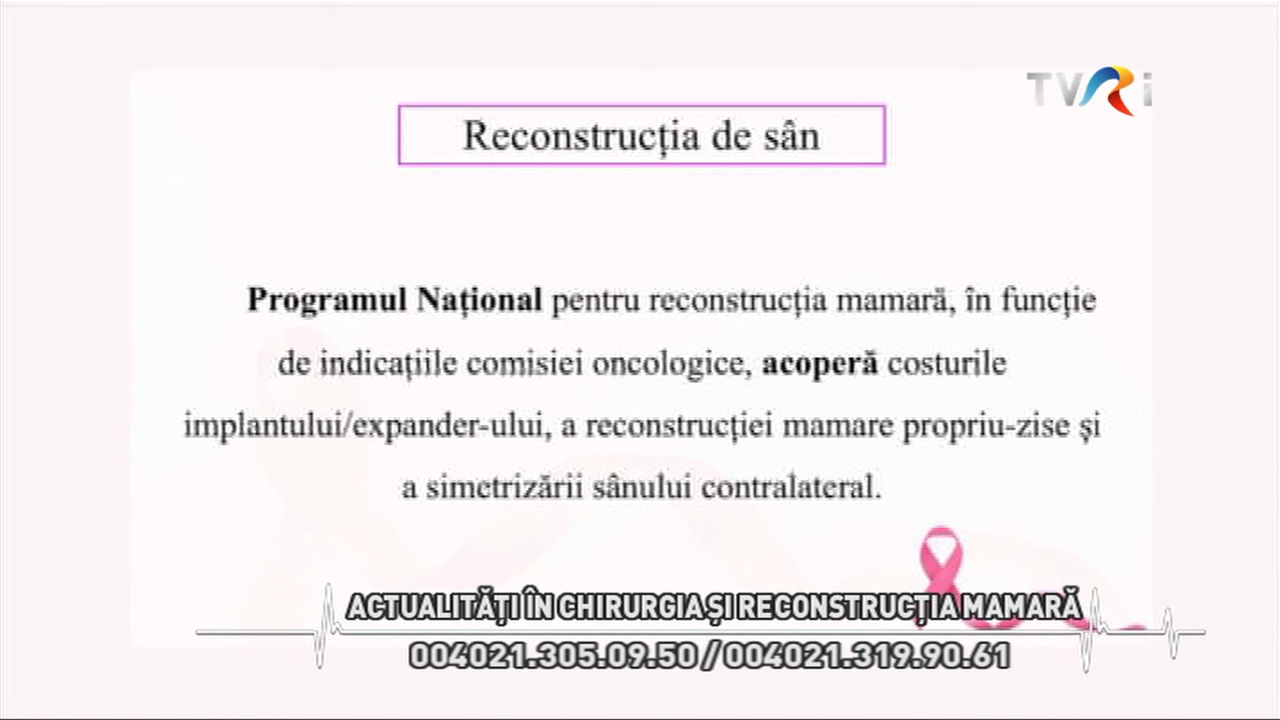 TVRi
Reconstrucția de sân
Programul Național pentru reconstrucția mamară, în funcție
de indicațiile comisiei oncologice, acoperă costurile
implantului/expander-ului, a reconstrucției mamare propriu-zise și
a simetrizării sânului contralateral.
ACTUALITĂȚI ÎN CHIRURGIA ȘI RECONSTRUCȚIA MAMARĂ
004021.305.09.50 / 004021.319.90.61